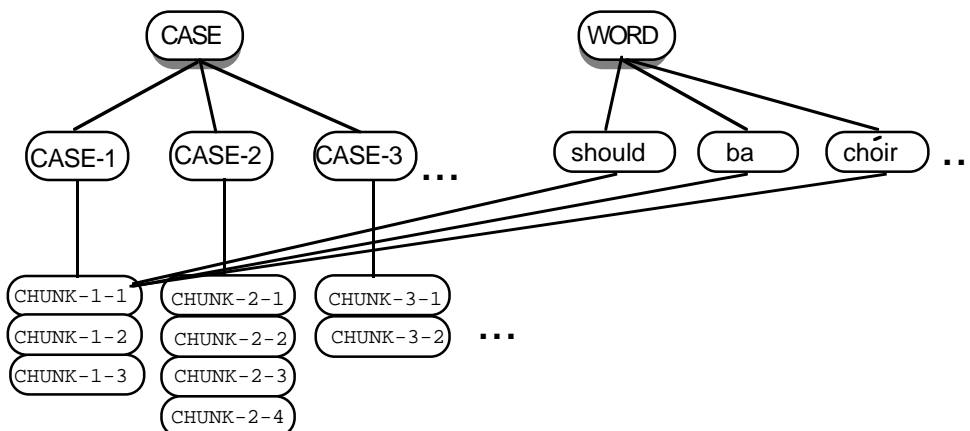 CASE WORD
CASE-1 CASE-2 CASE-3 ... should ba chóir ..
CHUNK-1-1 CHUNK-2-1 CHUNK-3-1
CHUNK-1-2 CHUNK-2-2 CHUNK-3-2 ...
CHUNK-1-3 CHUNK-2-3
CHUNK-2-4